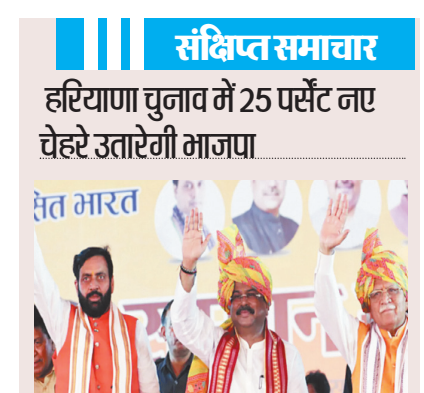 संक्षिप्त समाचार
हरियाणा चुनाव में 25 पर्सेंट नए
चेहरे उतारेगी भाजपा
सित भारत